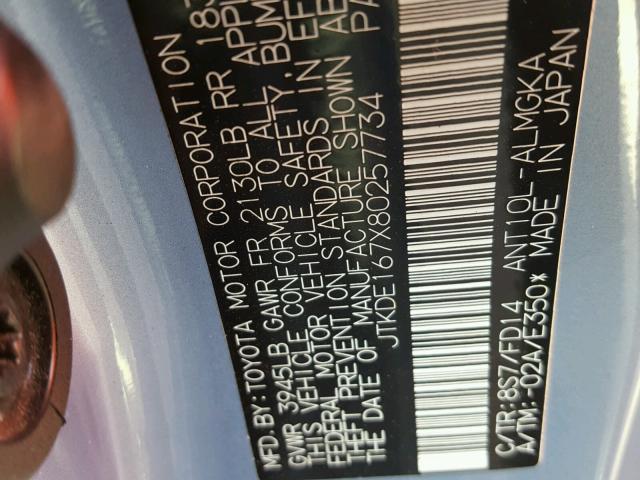 MFD.BY:TOYOTA MOTOR CORPORATION 18
GVWR 3945LB GAWR FR 2130LB RR
THIS VEHICLE CONFORMS TO ALL APPL
FEDERAL MOTOR VEHICLE SAFETY, BUM
THEFT PREVENTION STANDARDS IN EF
THE DATE OF MANUFACTURE SHOWN AB
JTKDE167X80257734 PA
C/TR:8S7/FD14 ANT10L-ALMGKA
A/TM:-02A/E350* MADE IN JAPAN